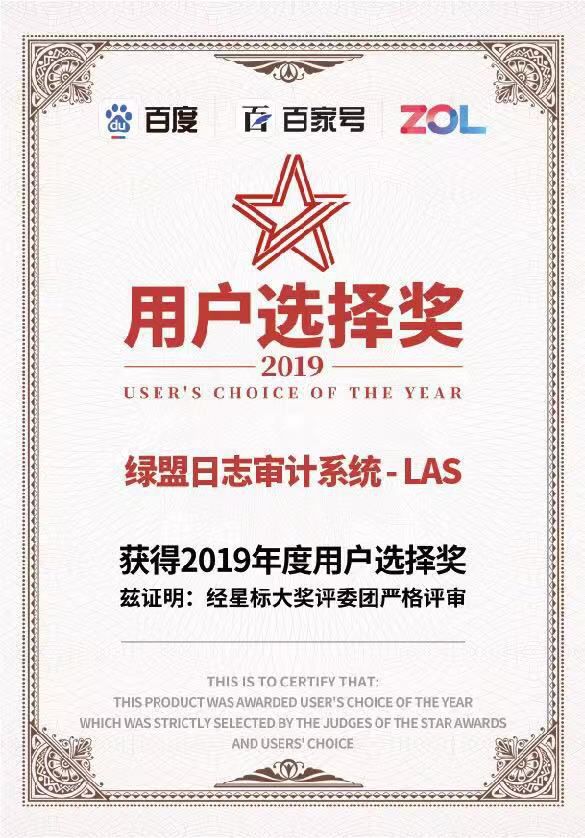 百度 百家号 ZOL
用户选择奖
2019
USER'S CHOICE OF THE YEAR
绿盟日志审计系统 - LAS
获得2019年度用户选择奖
兹证明：经星标大奖评委团严格评审
THIS IS TO CERTIFY THAT:
THIS PRODUCT WAS AWARDED USER'S CHOICE OF THE YEAR
WHICH WAS STRICTLY SELECTED BY THE JUDGES OF THE STAR AWARDS
AND USERS' CHOICE